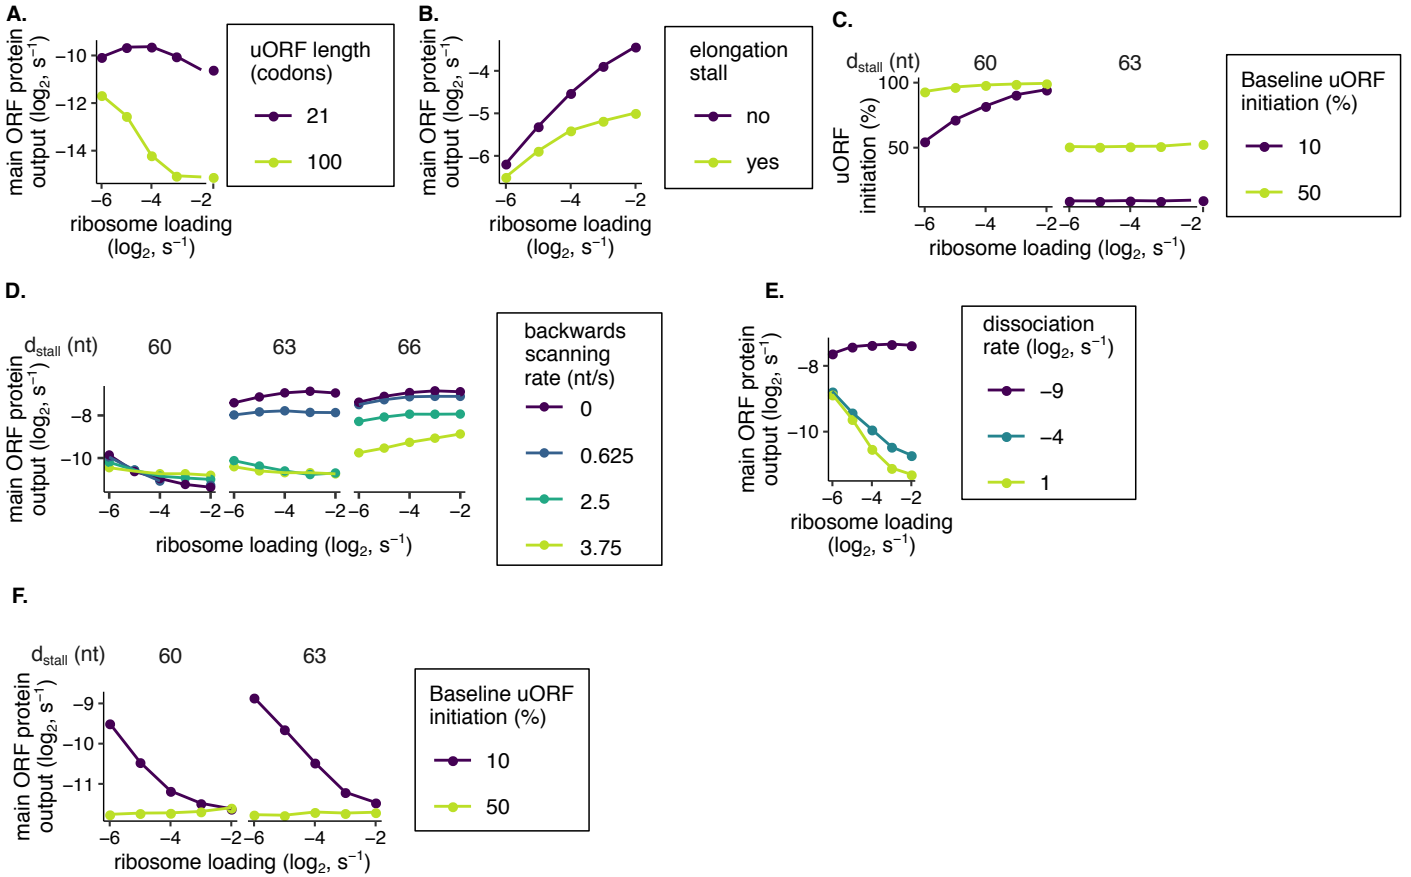 A.
main ORF protein
output (log₂, s⁻¹)
−10
−12
−14
−6
−4
−2
ribosome loading
(log₂, s⁻¹)
uORF length
(codons)
21
100
B.
main ORF protein
output (log₂, s⁻¹)
−4
−5
−6
−6
−4
−2
ribosome loading
(log₂, s⁻¹)
elongation
stall
no
yes
C.
dstall (nt)
60
63
uORF
initiation (%)
100
50
−6
−4
−2
−6
−4
−2
ribosome loading (log₂, s⁻¹)
Baseline uORF
initiation (%)
10
50
D.
dstall (nt)
60
63
66
main ORF protein
output (log₂, s⁻¹)
−8
−10
−6
−4
−2
−6
−4
−2
−6
−4
−2
ribosome loading (log₂, s⁻¹)
backwards
scanning
rate (nt/s)
0
0.625
2.5
3.75
E.
main ORF protein
output (log₂, s⁻¹)
−8
−10
−6
−4
−2
ribosome loading
(log₂, s⁻¹)
dissociation
rate (log₂, s⁻¹)
−9
−4
1
F.
dstall (nt)
60
63
main ORF protein
output (log₂, s⁻¹)
−9
−10
−11
−6
−4
−2
−6
−4
−2
ribosome loading (log₂, s⁻¹)
Baseline uORF
initiation (%)
10
50